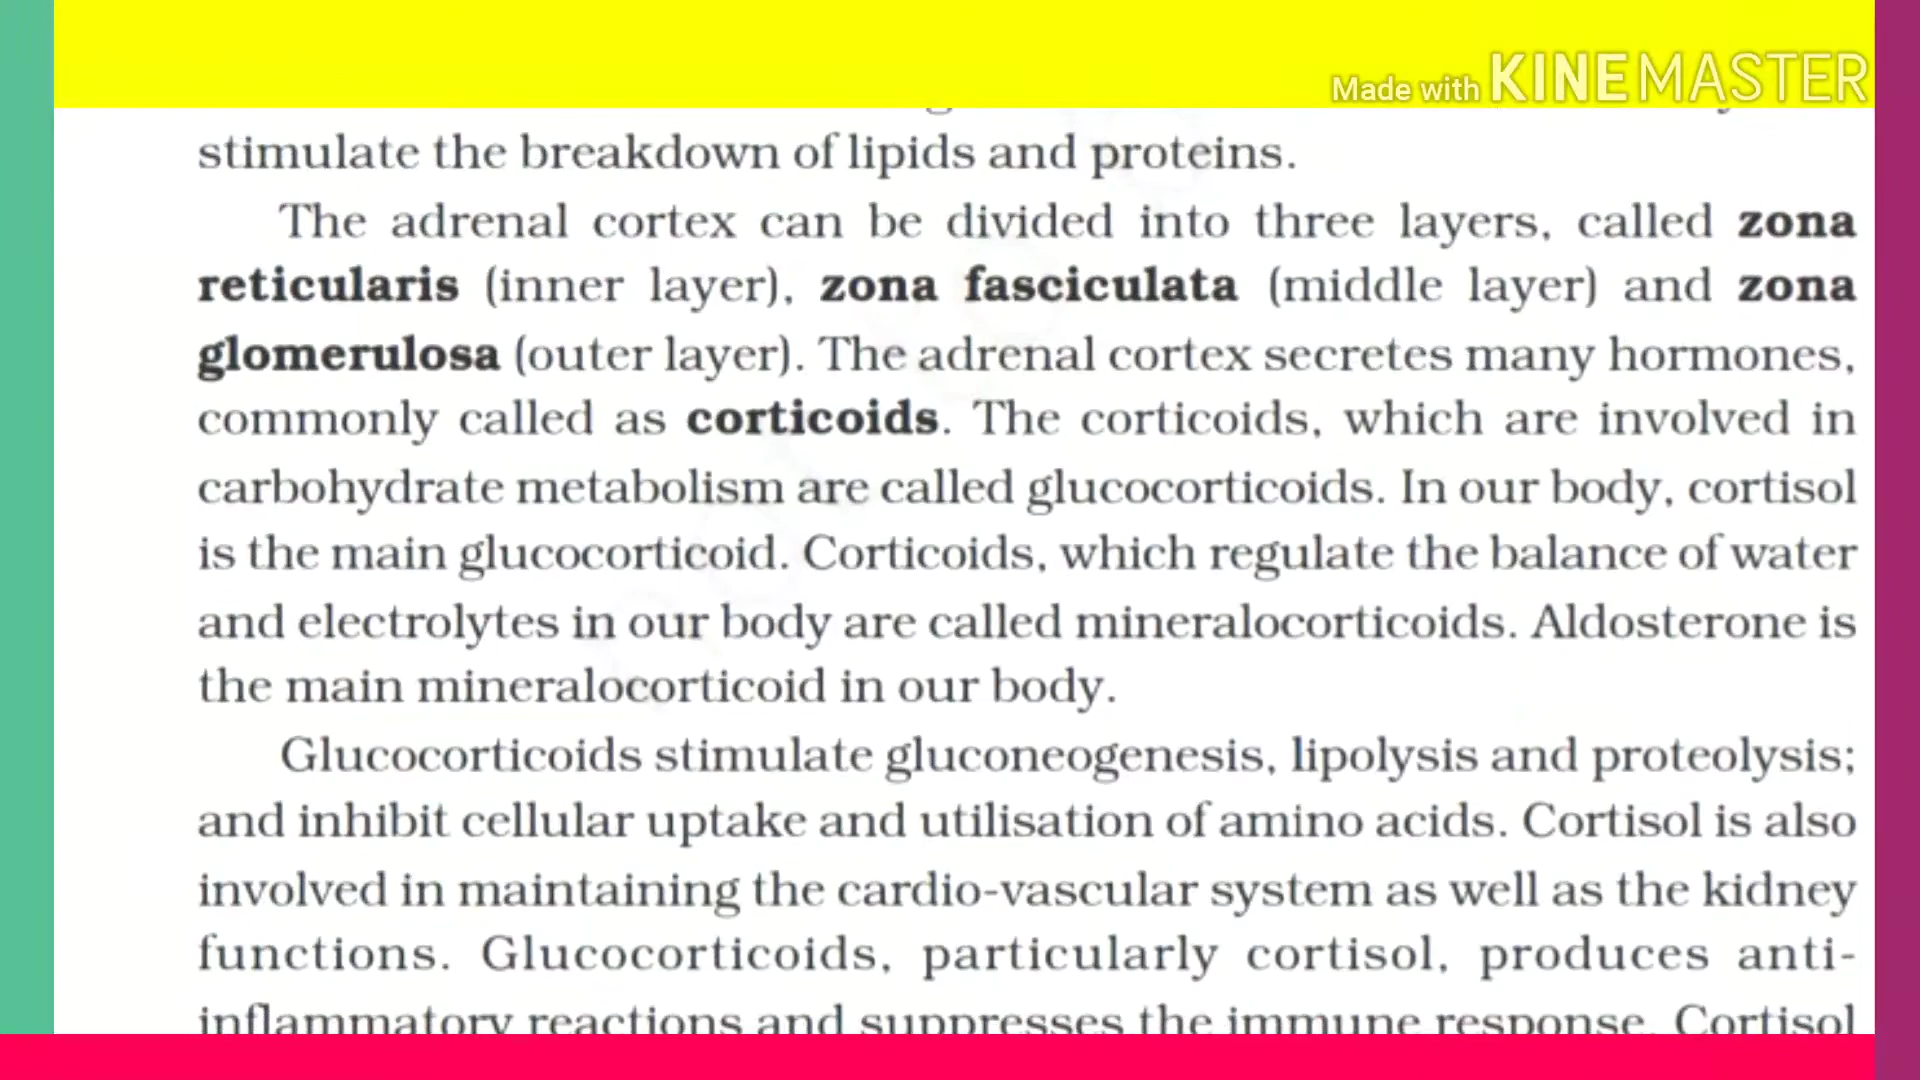 Made with KINEMASTER
stimulate the breakdown of lipids and proteins.
The adrenal cortex can be divided into three layers, called zona
reticularis (inner layer), zona fasciculata (middle layer) and zona
glomerulosa (outer layer). The adrenal cortex secretes many hormones,
commonly called as corticoids. The corticoids, which are involved in
carbohydrate metabolism are called glucocorticoids. In our body, cortisol
is the main glucocorticoid. Corticoids, which regulate the balance of water
and electrolytes in our body are called mineralocorticoids. Aldosterone is
the main mineralocorticoid in our body.
Glucocorticoids stimulate gluconeogenesis, lipolysis and proteolysis;
and inhibit cellular uptake and utilisation of amino acids. Cortisol is also
involved in maintaining the cardio-vascular system as well as the kidney
functions. Glucocorticoids, particularly cortisol, produces anti-
inflammatory reactions and suppresses the immune response. Cortisol